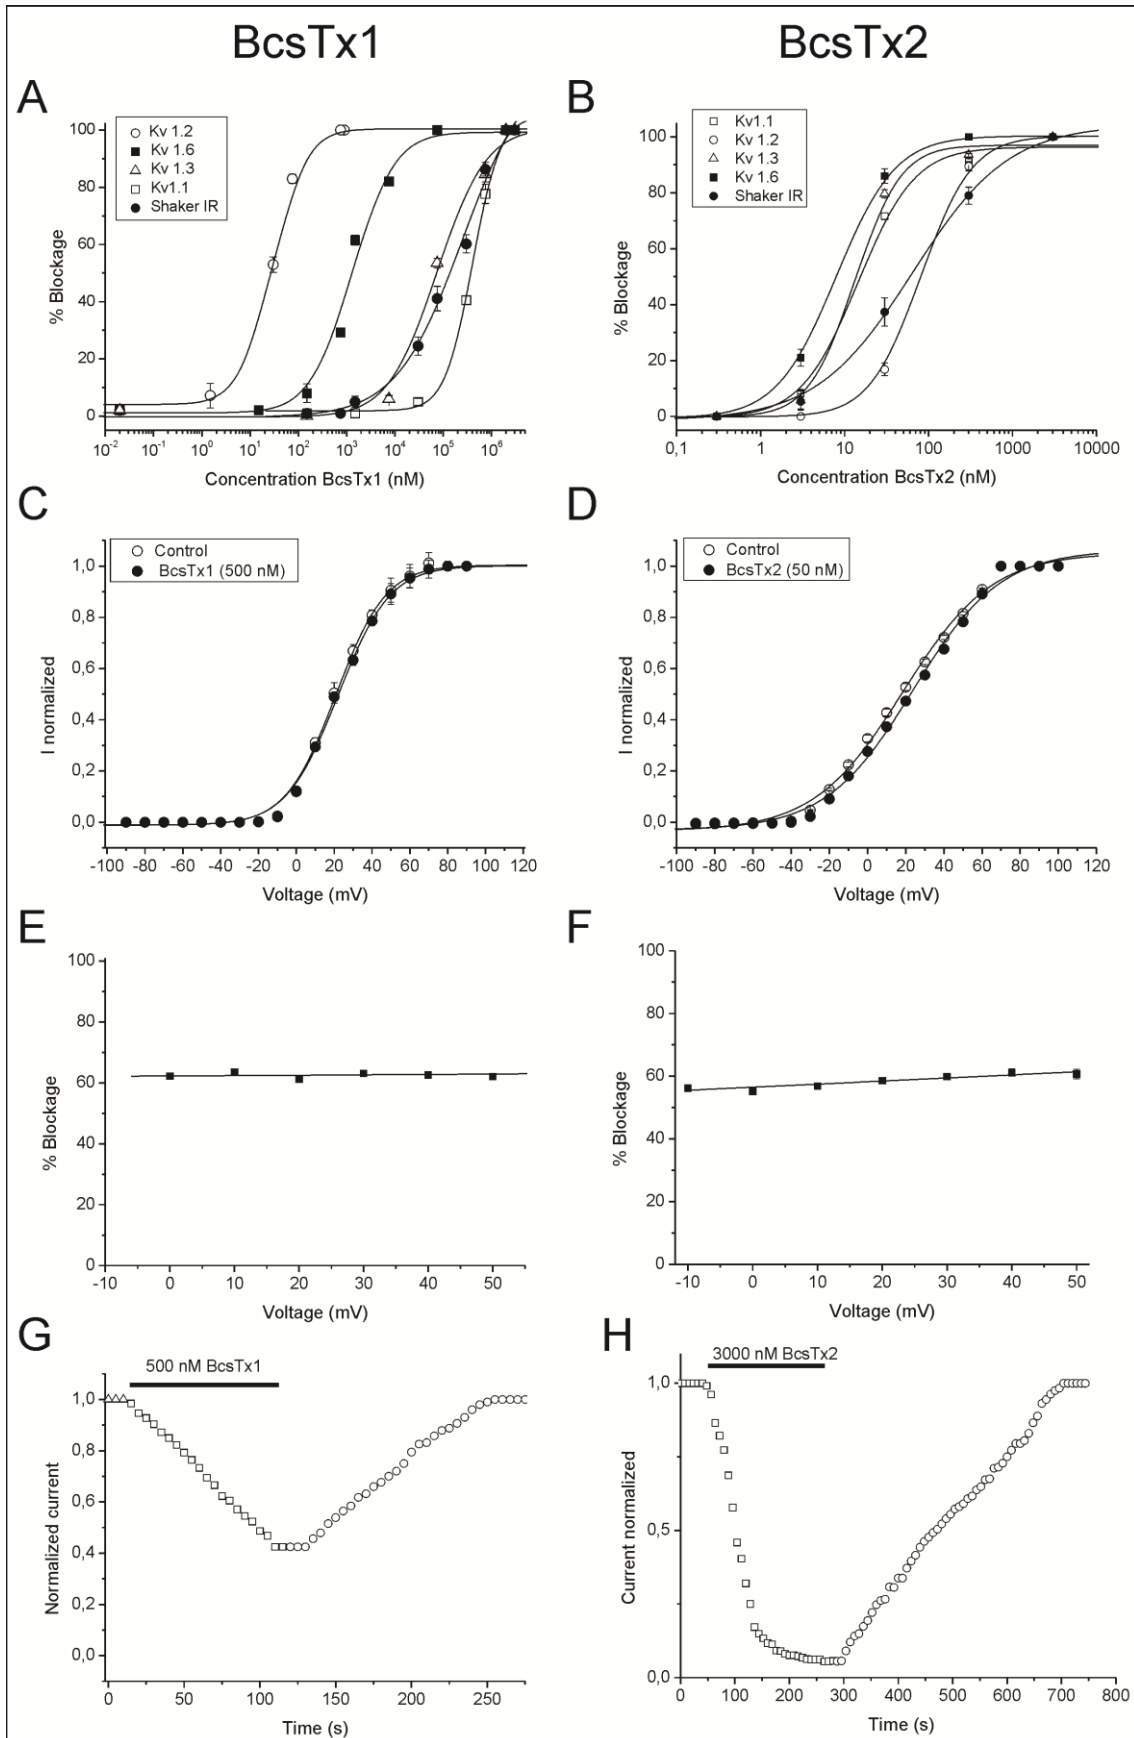 BcsTx1
BcsTx2
A
Kv 1.2
Kv 1.6
Kv 1.3
Kv1.1
Shaker IR
% Blockage
100
80
60
40
20
0
10-2 10-1 100 101 102 103 104 105 106
Concentration BcsTx1 (nM)
B
Kv1.1
Kv 1.2
Kv 1.3
Kv 1.6
Shaker IR
% Blockage
100
80
60
40
20
0
0,1 1 10 100 1000 10000
Concentration BcsTx2 (nM)
C
Control
BcsTx1 (500 nM)
I normalized
1,0
0,8
0,6
0,4
0,2
0,0
-100 -80 -60 -40 -20 0 20 40 60 80 100 120
Voltage (mV)
D
Control
BcsTx2 (50 nM)
I normalized
1,0
0,8
0,6
0,4
0,2
0,0
-100 -80 -60 -40 -20 0 20 40 60 80 100 120
Voltage (mV)
E
% Blockage
100
80
60
40
20
0
-10 0 10 20 30 40 50
Voltage (mV)
F
% Blockage
100
80
60
40
20
0
-10 0 10 20 30 40 50
Voltage (mV)
G
500 nM BcsTx1
Normalized current
1,0
0,8
0,6
0,4
0,2
0,0
0 50 100 150 200 250
Time (s)
H
3000 nM BcsTx2
Current normalized
1,0
0,5
0,0
0 100 200 300 400 500 600 700 800
Time (s)